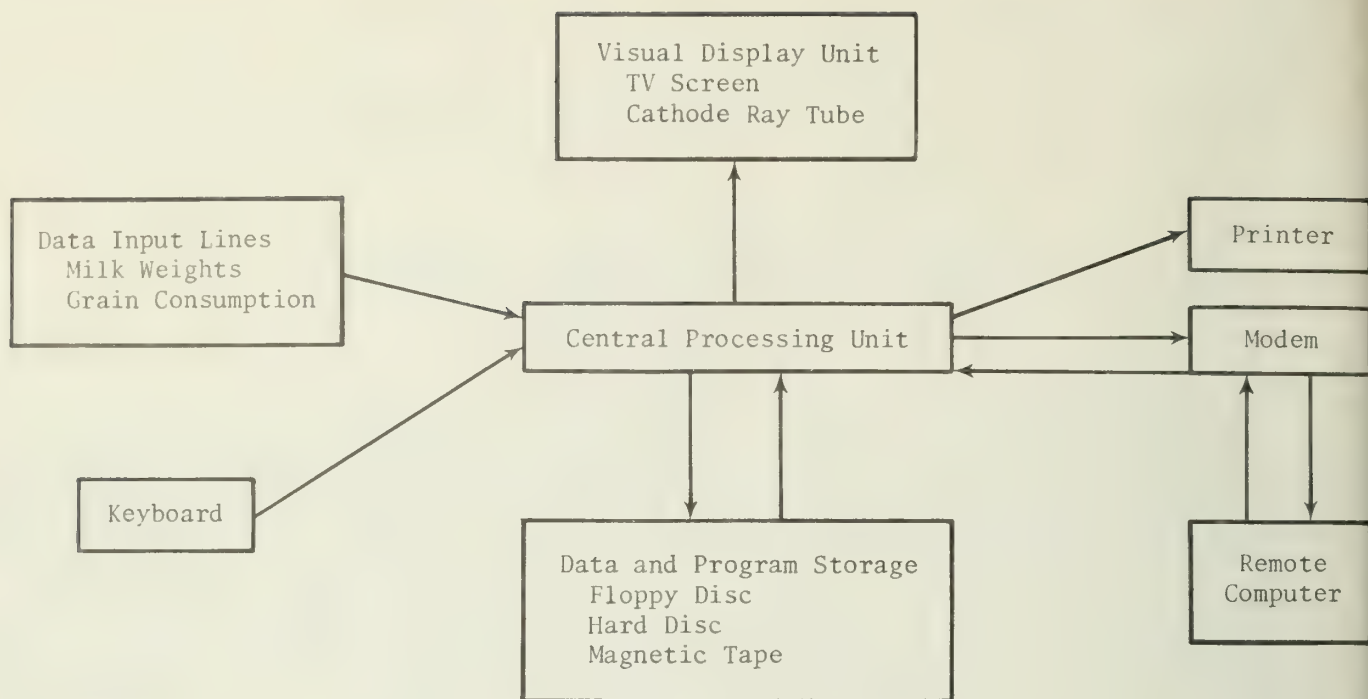 Visual Display Unit
TV Screen
Cathode Ray Tube
Data Input Lines
Milk Weights
Grain Consumption
Printer
Central Processing Unit
Modem
Keyboard
Data and Program Storage
Floppy Disc
Hard Disc
Magnetic Tape
Remote
Computer